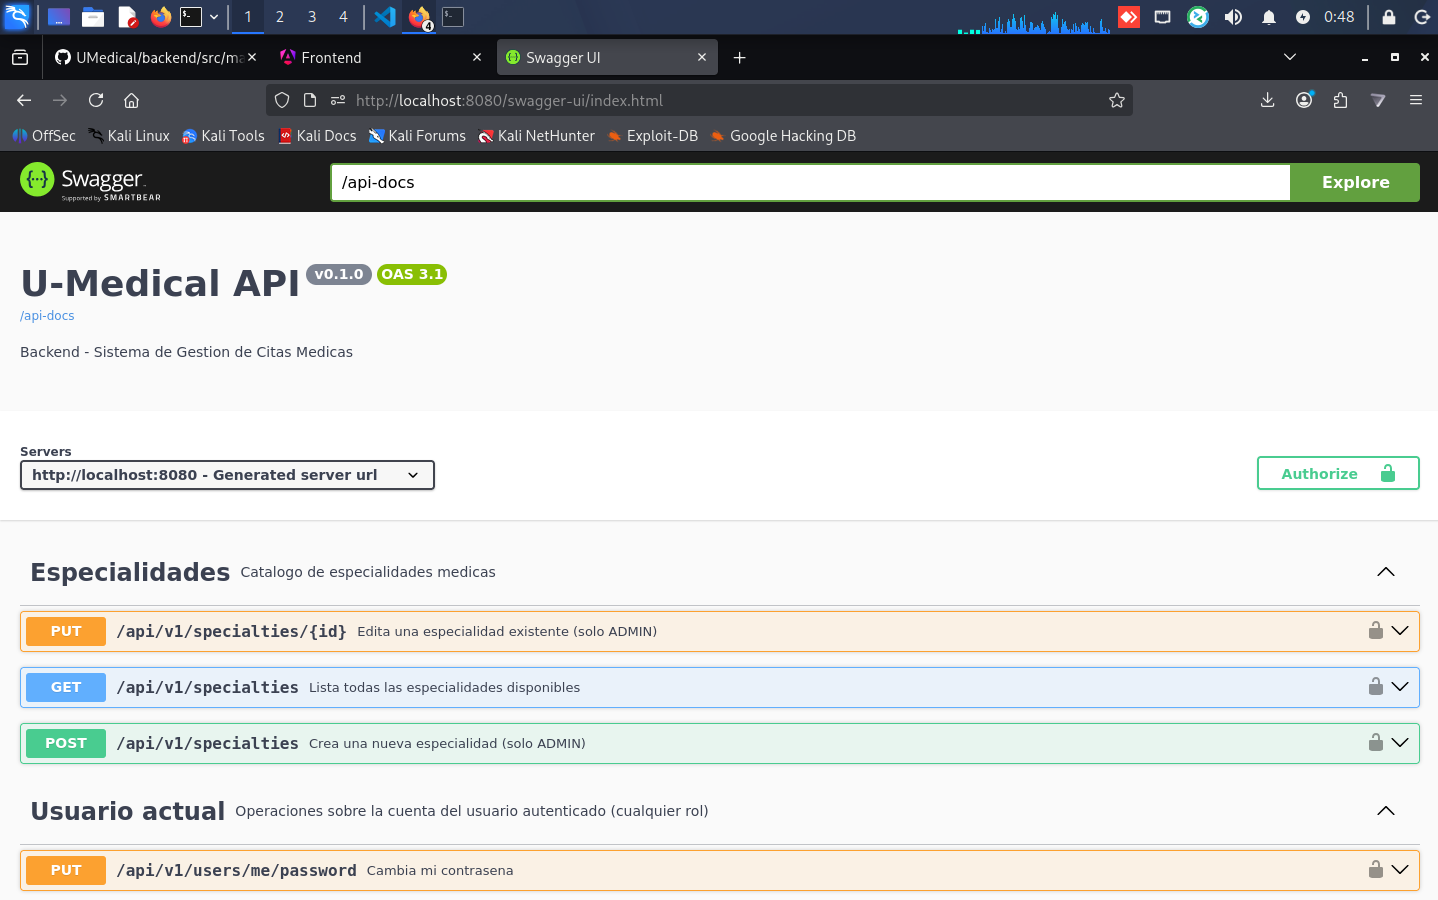 1 2 3 4 4 0:48
UMedical/backend/src/ma Frontend Swagger UI
http://localhost:8080/swagger-ui/index.html
OffSec Kali Linux Kali Tools Kali Docs Kali Forums Kali NetHunter Exploit-DB Google Hacking DB
Swagger. /api-docs Explore
Supported by SMARTBEAR
U-Medical API v0.1.0 OAS 3.1
/api-docs
Backend - Sistema de Gestion de Citas Medicas
Servers
http://localhost:8080 - Generated server url
Authorize
Especialidades Catalogo de especialidades medicas
PUT /api/v1/specialties/{id} Edita una especialidad existente (solo ADMIN)
GET /api/v1/specialties Lista todas las especialidades disponibles
POST /api/v1/specialties Crea una nueva especialidad (solo ADMIN)
Usuario actual Operaciones sobre la cuenta del usuario autenticado (cualquier rol)
PUT /api/v1/users/me/password Cambia mi contrasena